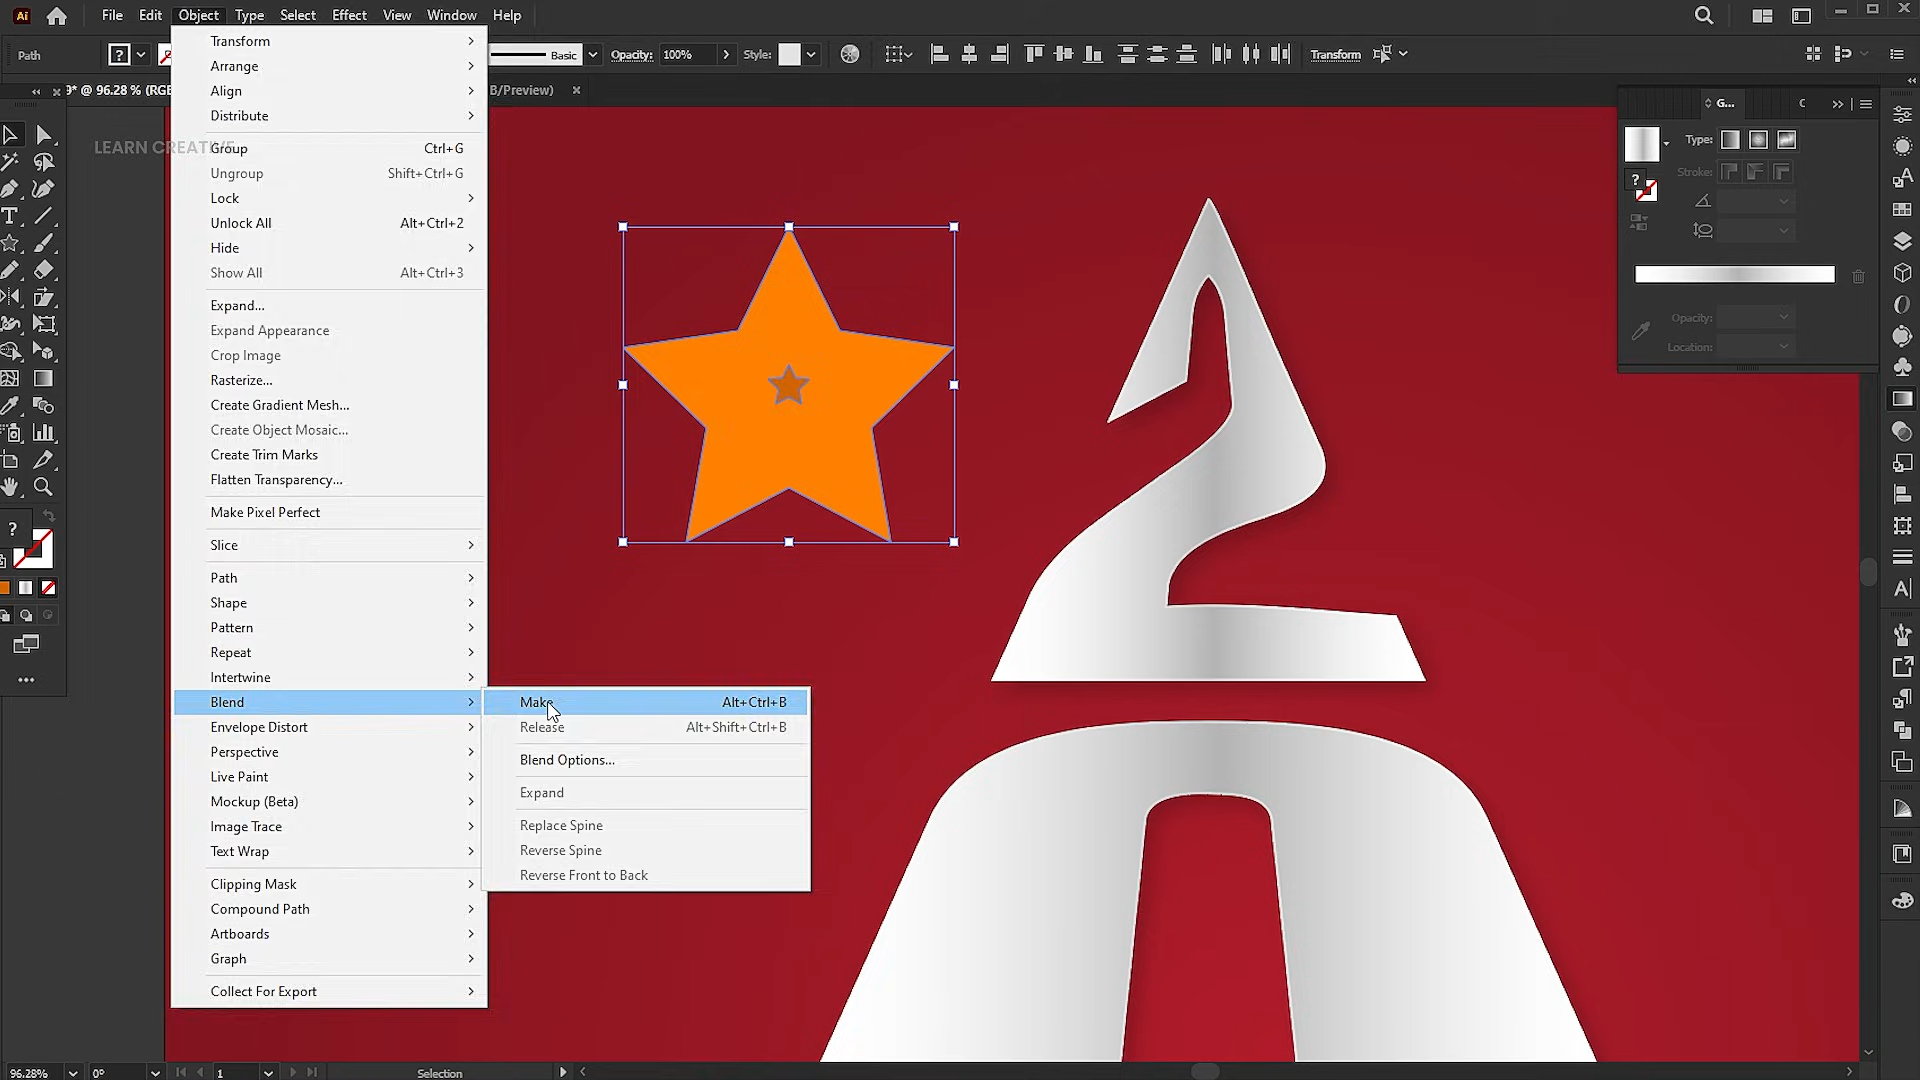 Ai File Edit Object Type Select Effect View Window Help
Path ? Basic Opacity: 100% Style: Transform
9* @ 96.28 % (RGB B/Preview) ×
LEARN CREATIVE
Transform
Arrange
Align
Distribute
Group Ctrl+G
Ungroup Shift+Ctrl+G
Lock
Unlock All Alt+Ctrl+2
Hide
Show All Alt+Ctrl+3
Expand...
Expand Appearance
Crop Image
Rasterize...
Create Gradient Mesh...
Create Object Mosaic...
Create Trim Marks
Flatten Transparency...
Make Pixel Perfect
Slice
Path
Shape
Pattern
Repeat
Intertwine
Blend
Envelope Distort
Perspective
Live Paint
Mockup (Beta)
Image Trace
Text Wrap
Clipping Mask
Compound Path
Artboards
Graph
Collect For Export
Make Alt+Ctrl+B
Release Alt+Shift+Ctrl+B
Blend Options...
Expand
Replace Spine
Reverse Spine
Reverse Front to Back
G... C
Type:
Stroke:
?
Opacity:
Location:
?
96.28% 0° 1 Selection